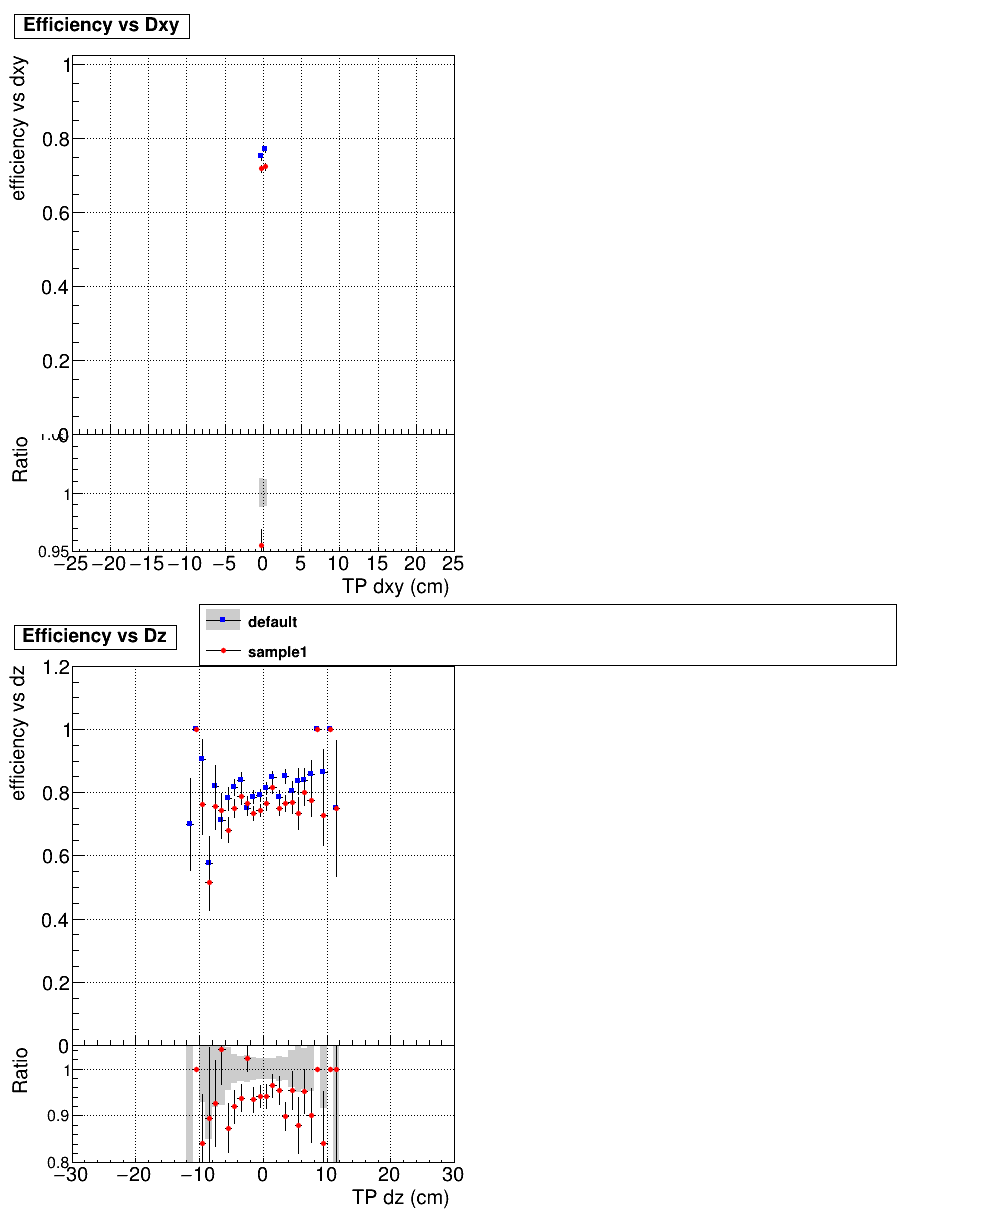 Efficiency vs Dxy
efficiency vs dxy
1
0.8
0.6
0.4
0.2
0
Ratio
1
0.95
−25 −20 −15 −10 −5 0 5 10 15 20 25
TP dxy (cm)
default
sample1
Efficiency vs Dz
efficiency vs dz
1.2
1
0.8
0.6
0.4
0.2
0
Ratio
1
0.9
0.8
−30 −20 −10 0 10 20 30
TP dz (cm)